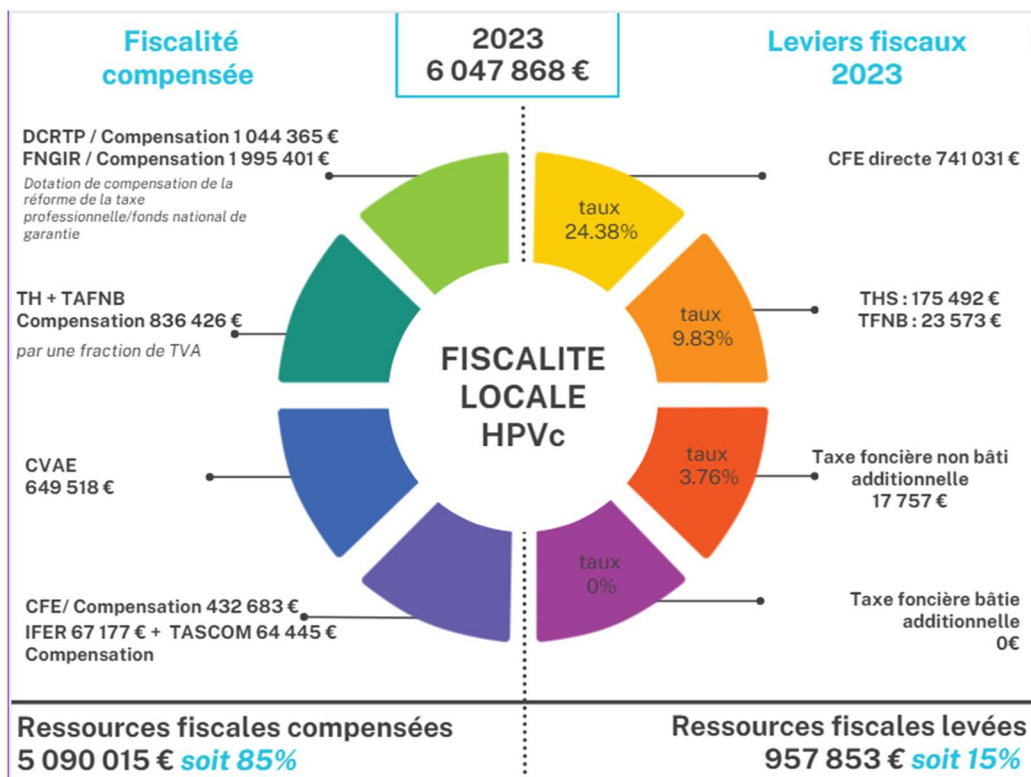 Fiscalité
compensée
2023
6 047 868 €
Leviers fiscaux
2023
DCRTP / Compensation 1 044 365 €
FNGIR / Compensation 1 995 401 €
Dotation de compensation de la
réforme de la taxe
professionnelle/fonds national de
garantie
TH + TAFNB
Compensation 836 426 €
par une fraction de TVA
CVAE
649 518 €
CFE/ Compensation 432 683 €
IFER 67 177 € + TASCOM 64 445 €
Compensation
FISCALITE
LOCALE
HPVc
taux
24.38%
taux
9.83%
taux
3.76%
taux
0%
CFE directe 741 031 €
THS : 175 492 €
TFNB : 23 573 €
Taxe foncière non bâti
additionnelle
17 757 €
Taxe foncière bâtie
additionnelle
0€
Ressources fiscales compensées
5 090 015 € soit 85%
Ressources fiscales levées
957 853 € soit 15%